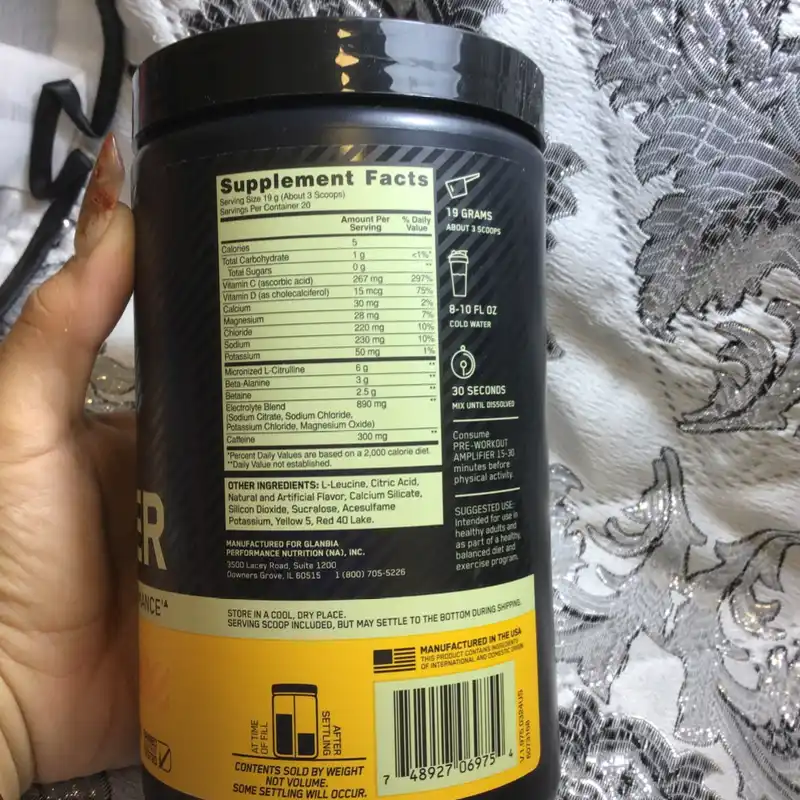 Supplement Facts
Serving Size 19 g (About 3 Scoops)
Servings Per Container 20
Amount Per Serving % Daily Value
Calories 5
Total Carbohydrate 1 g <1%*
Total Sugars 0 g **
Vitamin C (ascorbic acid) 267 mg 297%
Vitamin D (as cholecalciferol) 15 mcg 75%
Calcium 30 mg 2%
Magnesium 28 mg 7%
Chloride 220 mg 10%
Sodium 230 mg 10%
Potassium 50 mg 1%
Micronized L-Citrulline 6 g **
Beta-Alanine 3 g **
Betaine 2.5 g **
Electrolyte Blend 890 mg **
(Sodium Citrate, Sodium Chloride,
Potassium Chloride, Magnesium Oxide)
Caffeine 300 mg **
*Percent Daily Values are based on a 2,000 calorie diet.
**Daily Value not established.
OTHER INGREDIENTS: L-Leucine, Citric Acid,
Natural and Artificial Flavor, Calcium Silicate,
Silicon Dioxide, Sucralose, Acesulfame
Potassium, Yellow 5, Red 40 Lake.
MANUFACTURED FOR GLANBIA
PERFORMANCE NUTRITION (NA), INC.
3500 Lacey Road, Suite 1200
Downers Grove, IL 60515 1 (800) 705-5226
19 GRAMS
ABOUT 3 SCOOPS
8-10 FL OZ
COLD WATER
30 SECONDS
MIX UNTIL DISSOLVED
Consume
PRE-WORKOUT
AMPLIFIER 15-30
minutes before
physical activity.
SUGGESTED USE:
Intended for use in
healthy adults and
as part of a healthy,
balanced diet and
exercise program.
ER
MANCE
STORE IN A COOL, DRY PLACE.
SERVING SCOOP INCLUDED, BUT MAY SETTLE TO THE BOTTOM DURING SHIPPING.
MANUFACTURED IN THE USA
THIS PRODUCT CONTAINS INGREDIENTS
OF INTERNATIONAL AND DOMESTIC ORIGIN
AT TIME
OF FILL
AFTER
SETTLING
CONTENTS SOLD BY WEIGHT
NOT VOLUME.
SOME SETTLING WILL OCCUR.
7 48927 06975 4